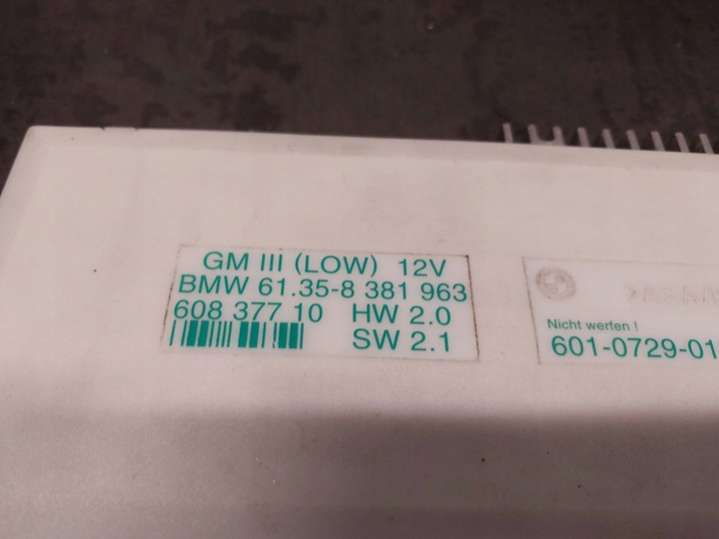 GM III (LOW) 12V
BMW 61.35-8 381 963
608 377 10 HW 2.0
SW 2.1
Nicht werfen !
601-0729-01